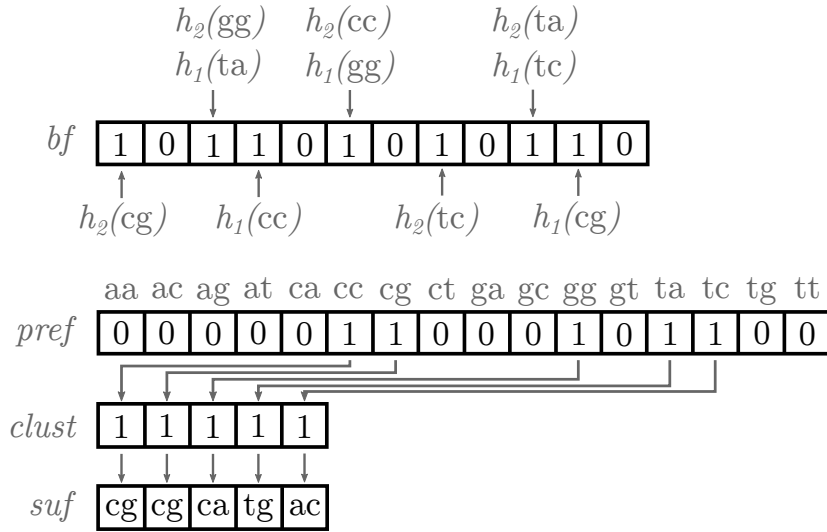 h₂(gg) h₂(cc) h₂(ta)
h₁(ta) h₁(gg) h₁(tc)
bf 1 0 1 1 0 1 0 1 0 1 1 0
h₂(cg) h₁(cc) h₂(tc) h₁(cg)
aa ac ag at ca cc cg ct ga gc gg gt ta tc tg tt
pref 0 0 0 0 0 1 1 0 0 0 1 0 1 1 0 0
clust 1 1 1 1 1
suf cg cg ca tg ac